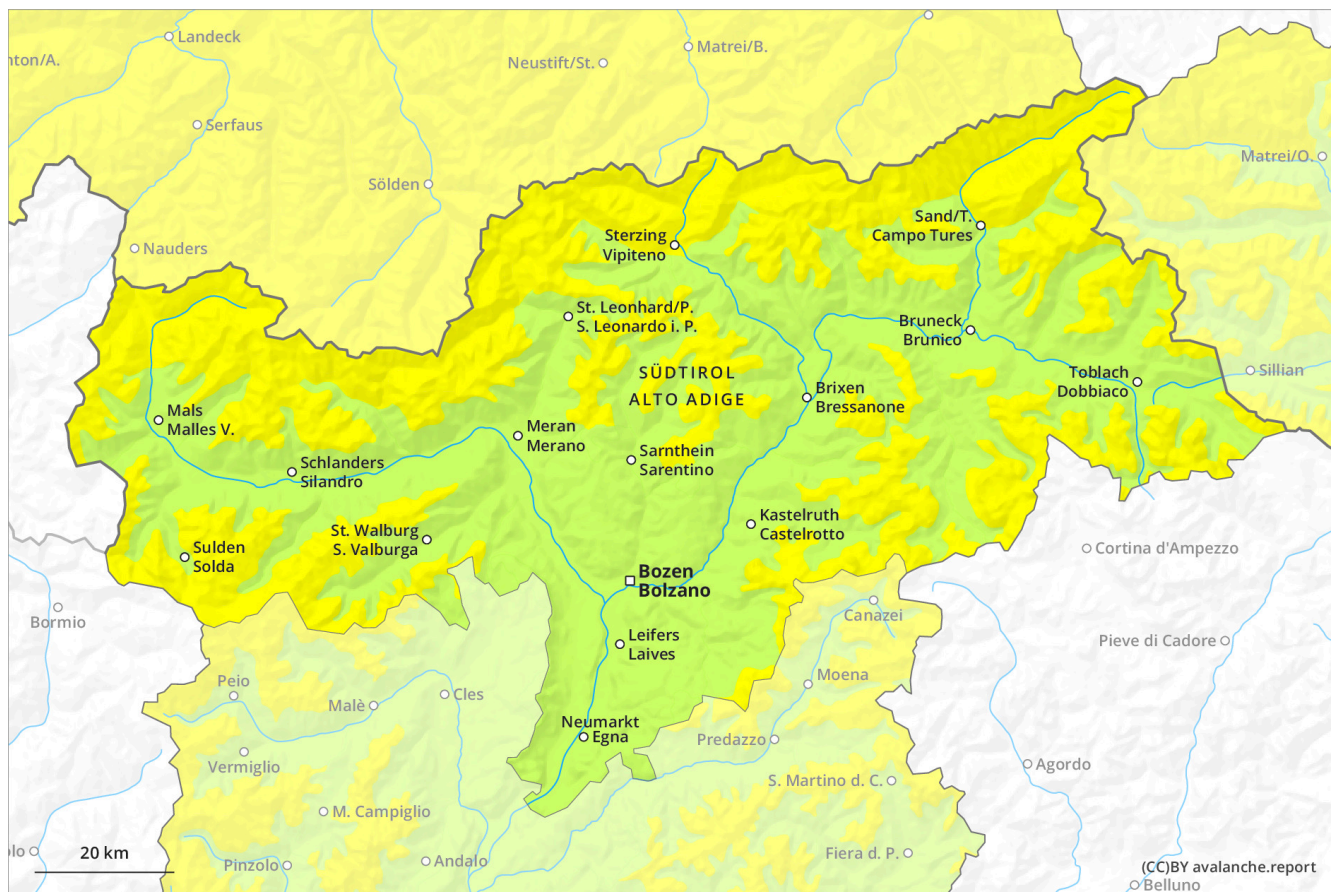 Landeck
Matrei/B.
nton/A.
Neustift/St.
Serfaus
Matrei/O.
Sölden
Sand/T.
Campo Tures
Sterzing
Vipiteno
Nauders
St. Leonhard/P.
S. Leonardo i. P.
Bruneck
Brunico
SÜDTIROL
ALTO ADIGE
Toblach
Dobbiaco
Sillian
Brixen
Bressanone
Mals
Malles V.
Meran
Merano
Schlanders
Silandro
Sarnthein
Sarentino
Kastelruth
Castelrotto
St. Walburg
S. Valburga
Sulden
Solda
Cortina d'Ampezzo
Bozen
Bolzano
Bormio
Canazei
Leifers
Laives
Pieve di Cadore
Peio
Moena
Cles
Malè
Neumarkt
Egna
Predazzo
Vermiglio
Agordo
S. Martino d. C.
M. Campiglio
olo
20 km
Pinzolo
Andalo
Fiera d. P.
(CC)BY avalanche.report
Belluno